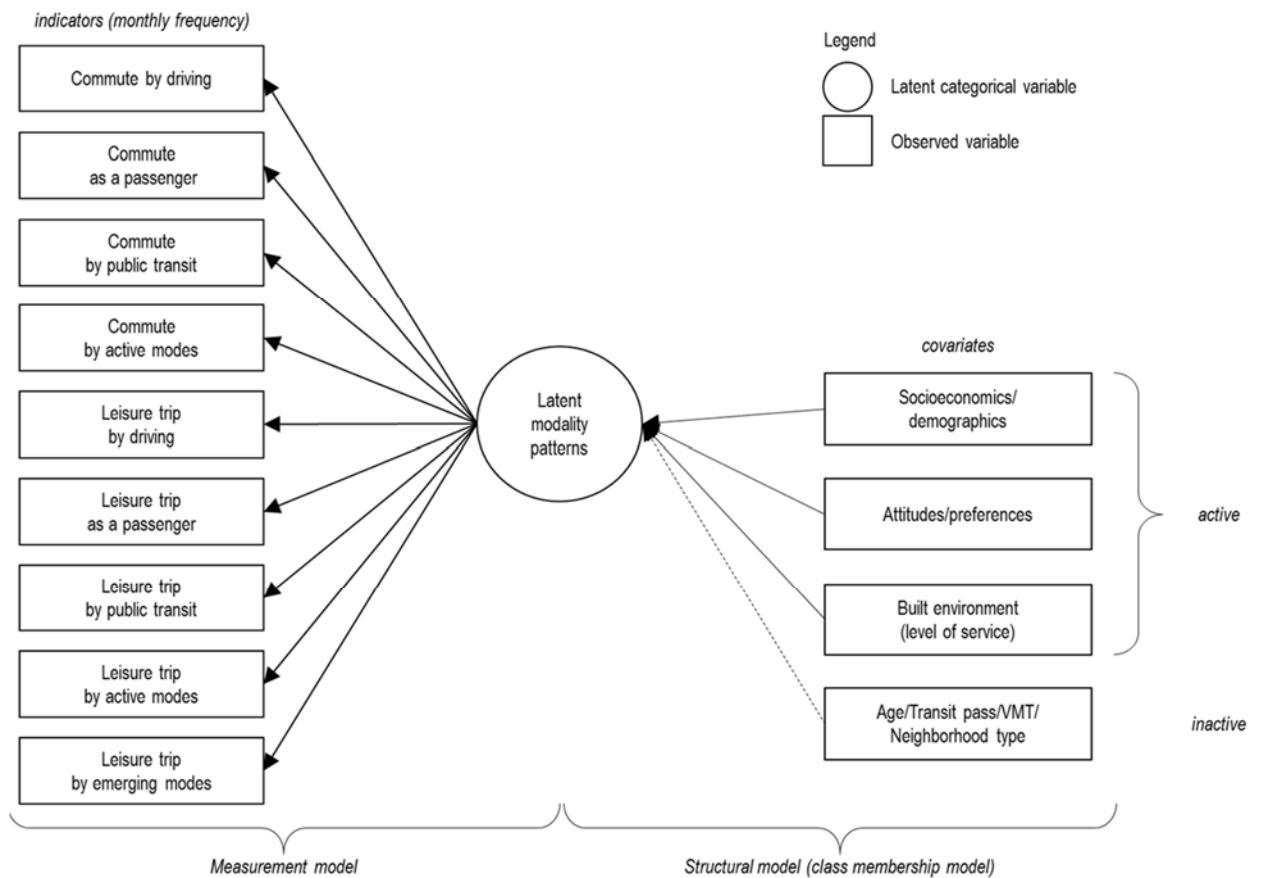 indicators (monthly frequency)
Commute by driving
Commute
as a passenger
Commute
by public transit
Commute
by active modes
Leisure trip
by driving
Leisure trip
as a passenger
Leisure trip
by public transit
Leisure trip
by active modes
Leisure trip
by emerging modes
Measurement model
Latent
modality
patterns
Legend
Latent categorical variable
Observed variable
covariates
Socioeconomics/
demographics
Attitudes/preferences
Built environment
(level of service)
active
Age/Transit pass/VMT/
Neighborhood type
inactive
Structural model (class membership model)